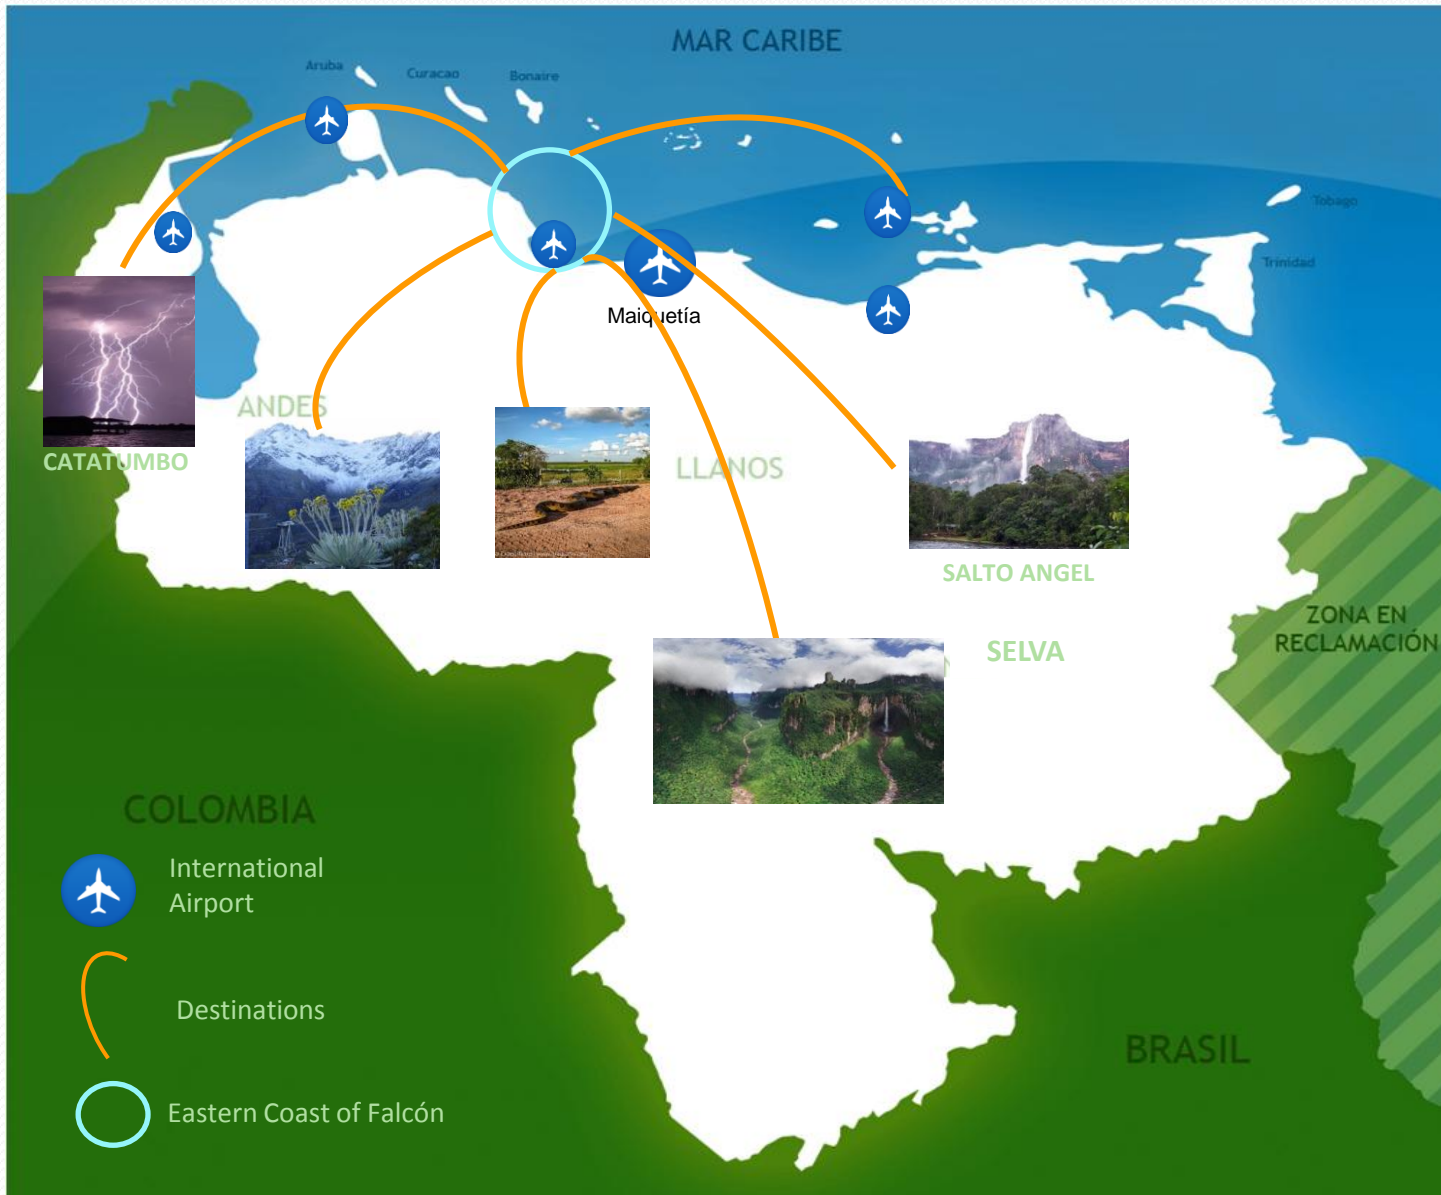 MAR CARIBE
Aruba
Curacao
Bonaire
Tobago
Trinidad
Maiquetía
ANDES
CATATUMBO
LLANOS
SALTO ANGEL
ZONA EN
RECLAMACIÓN
SELVA
COLOMBIA
International
Airport
Destinations
BRASIL
Eastern Coast of Falcón